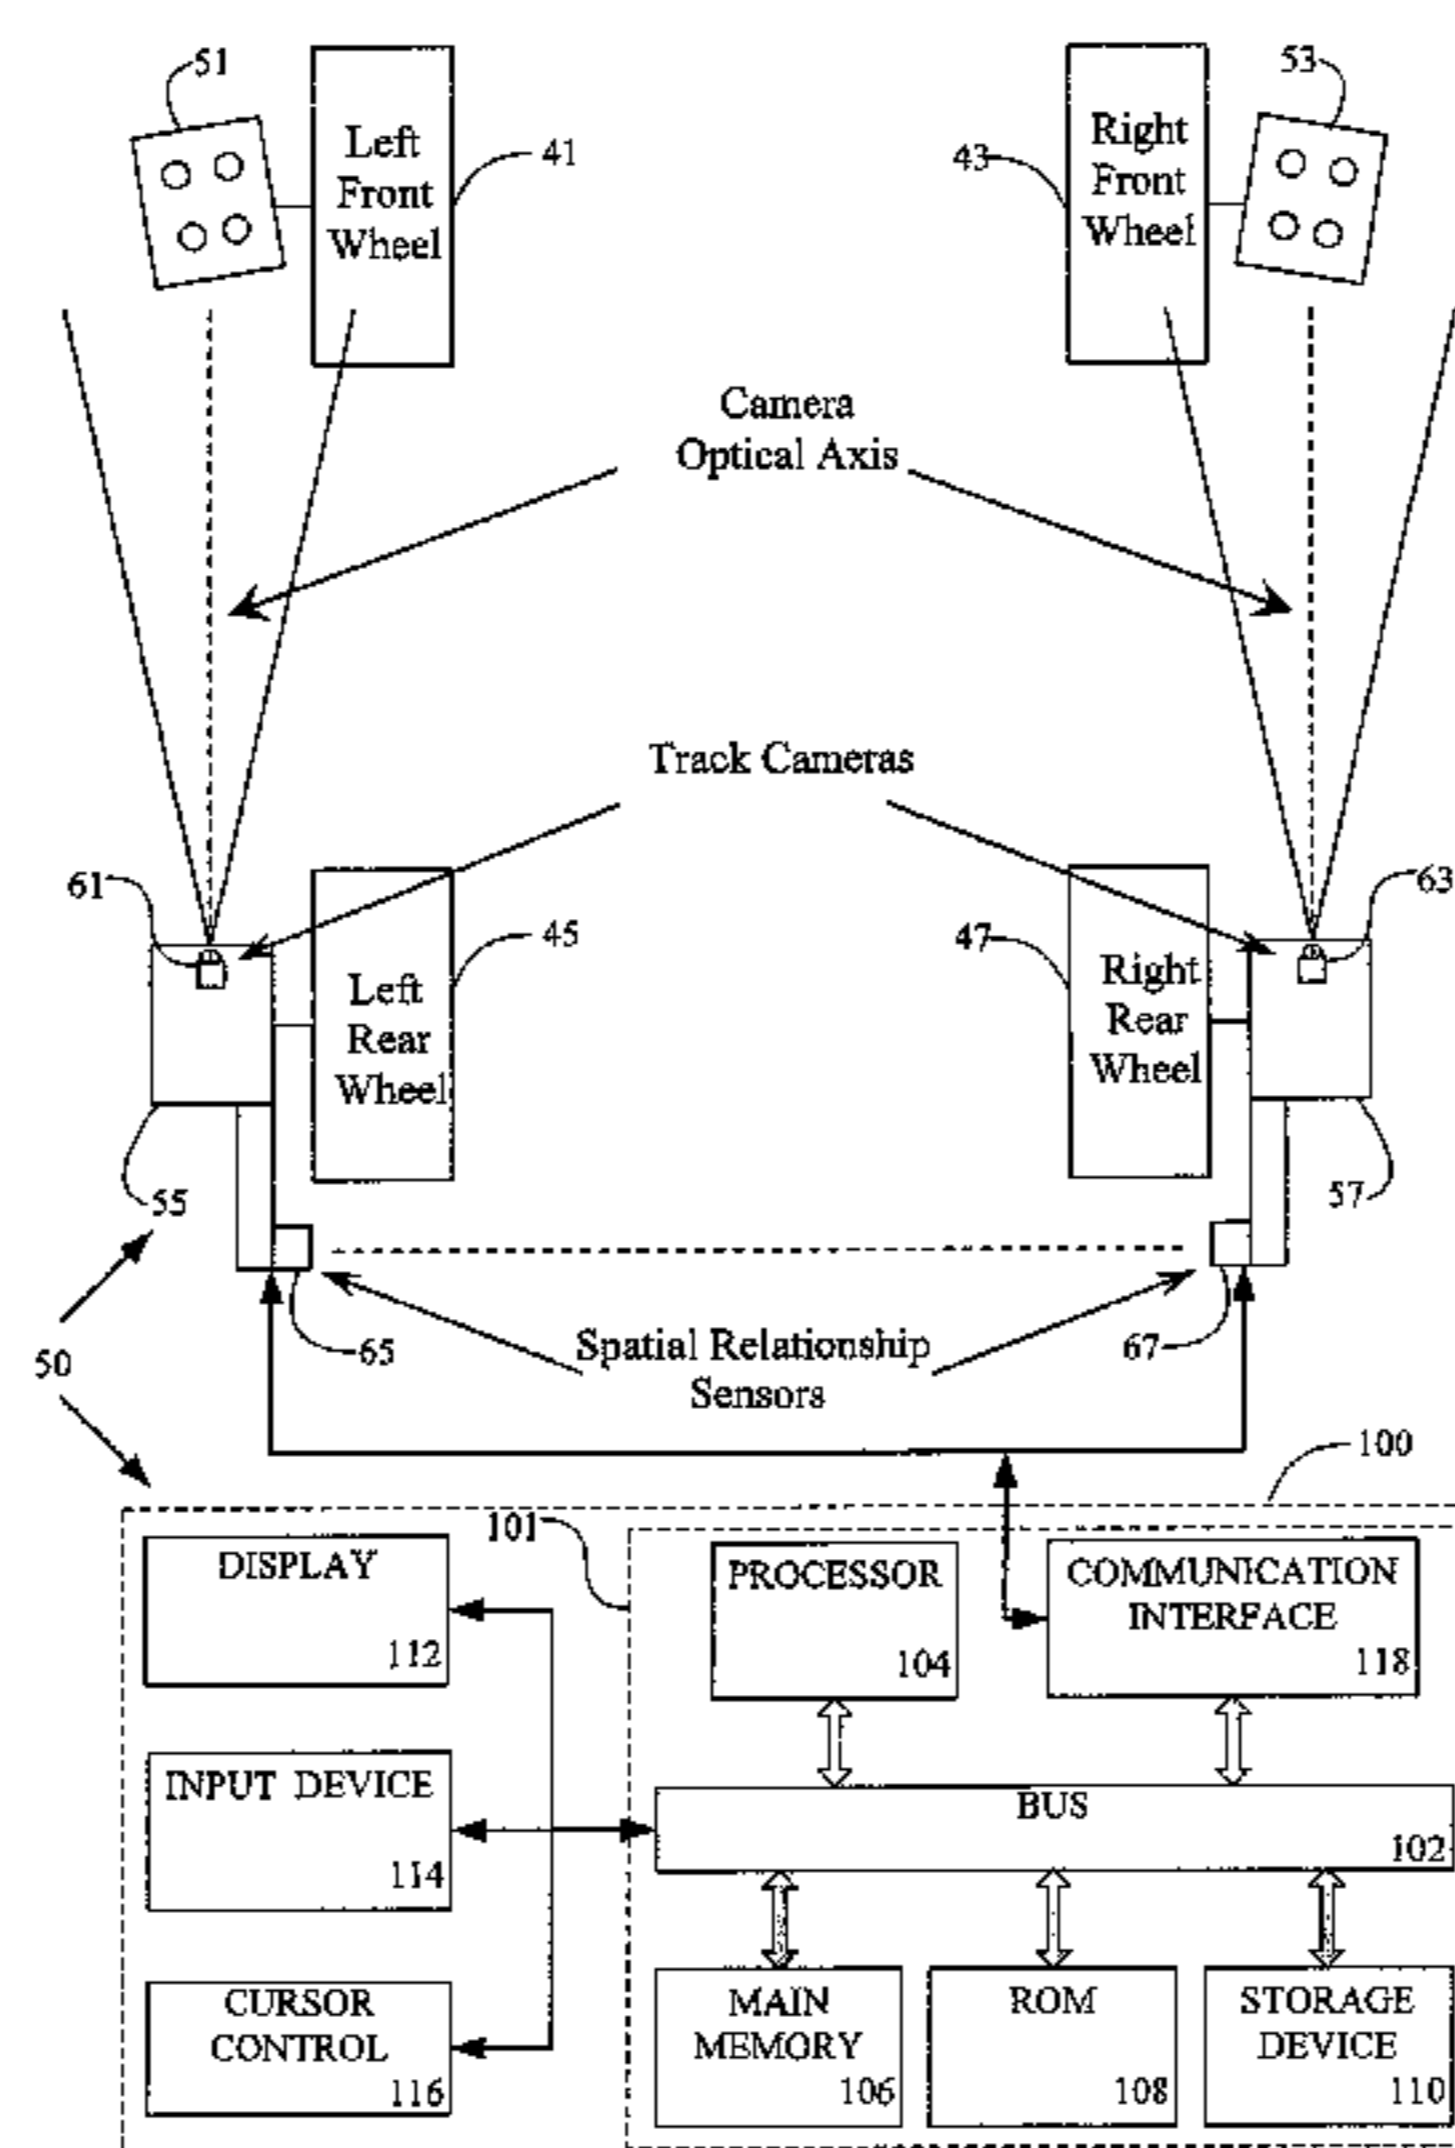 51
53
Left
Front
Wheel
41
43
Right
Front
Wheel
Camera
Optical Axis
Track Cameras
61
63
45
47
Left
Rear
Wheel
Right
Rear
Wheel
55
57
50
65
Spatial Relationship
Sensors
67
100
101
DISPLAY
112
PROCESSOR
104
COMMUNICATION
INTERFACE
118
INPUT DEVICE
114
BUS
102
CURSOR
CONTROL
116
MAIN
MEMORY
106
ROM
108
STORAGE
DEVICE
110